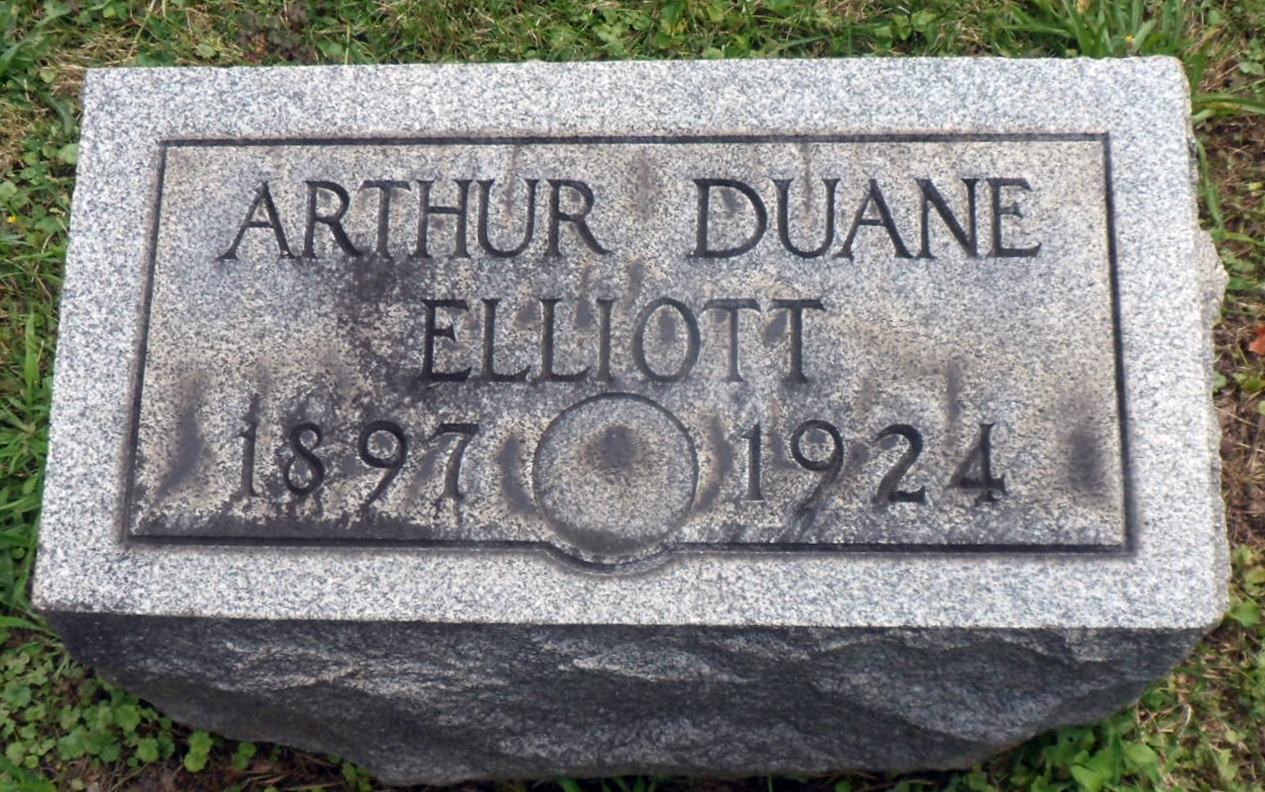 ARTHUR DUANE
ELLIOTT
1897 1924